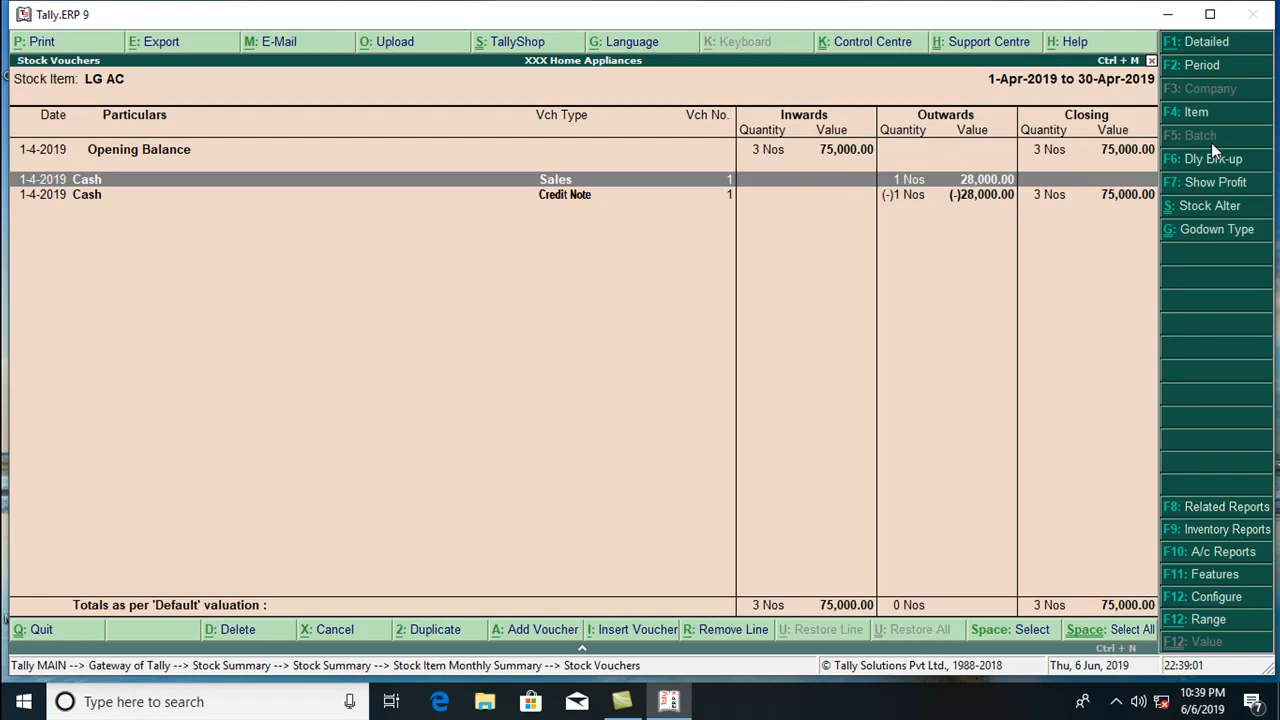 Tally.ERP 9
P: Print E: Export M: E-Mail O: Upload S: TallyShop G: Language K: Keyboard K: Control Centre H: Support Centre H: Help
Stock Vouchers XXX Home Appliances Ctrl + M
Stock Item: LG AC 1-Apr-2019 to 30-Apr-2019
Date Particulars Vch Type Vch No. Inwards Outwards Closing
Quantity Value Quantity Value Quantity Value
1-4-2019 Opening Balance 3 Nos 75,000.00 3 Nos 75,000.00
1-4-2019 Cash Sales 1 1 Nos 28,000.00
1-4-2019 Cash Credit Note 1 (-)1 Nos (-)28,000.00 3 Nos 75,000.00
Totals as per 'Default' valuation : 3 Nos 75,000.00 0 Nos 3 Nos 75,000.00
Q: Quit D: Delete X: Cancel 2: Duplicate A: Add Voucher I: Insert Voucher R: Remove Line U: Restore Line U: Restore All Space: Select Space: Select All
Ctrl + N
Tally MAIN --> Gateway of Tally --> Stock Summary --> Stock Item Monthly Summary --> Stock Vouchers © Tally Solutions Pvt Ltd., 1988-2018 Thu, 6 Jun, 2019 22:39:01
F1: Detailed
F2: Period
F3: Company
F4: Item
F5: Batch
F6: Dly Brk-up
F7: Show Profit
S: Stock Alter
G: Godown Type
F8: Related Reports
F9: Inventory Reports
F10: A/c Reports
F11: Features
F12: Configure
F12: Range
F12: Value
Type here to search
10:39 PM
6/6/2019
7